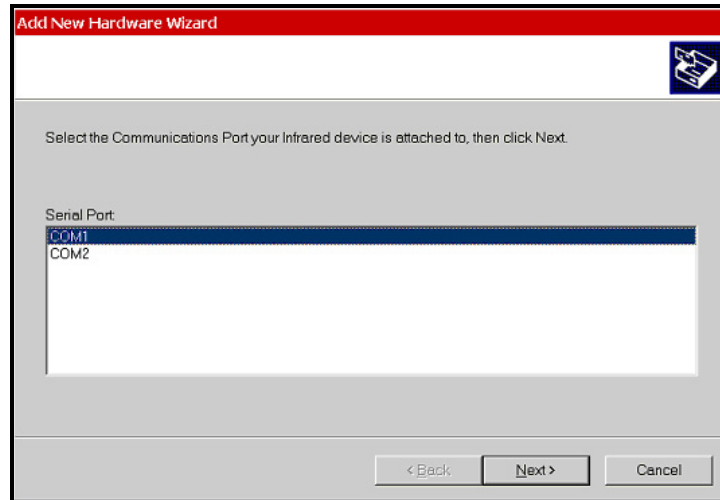 Add New Hardware Wizard
Select the Communications Port your Infrared device is attached to, then click Next.
Serial Port:
COM1
COM2
< Back
Next >
Cancel